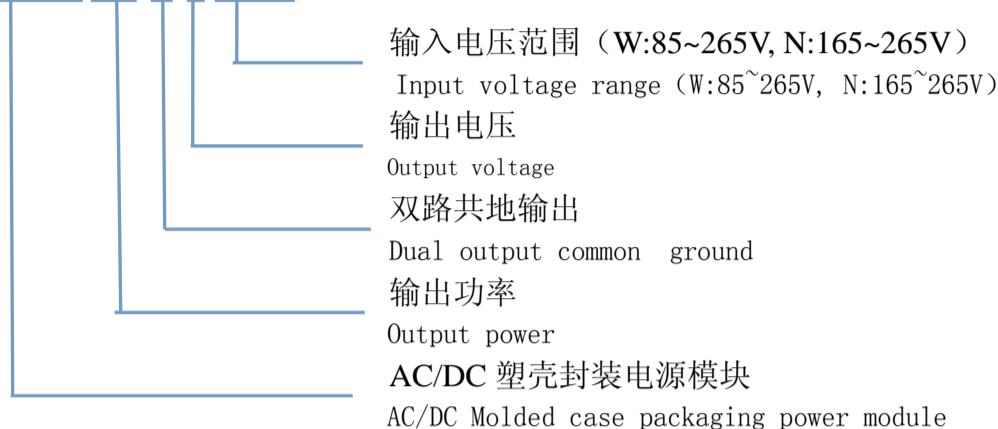 输入电压范围（W:85~265V, N:165~265V）
Input voltage range（W:85~265V, N:165~265V）
输出电压
Output voltage
双路共地输出
Dual output common ground
输出功率
Output power
AC/DC 塑壳封装电源模块
AC/DC Molded case packaging power module